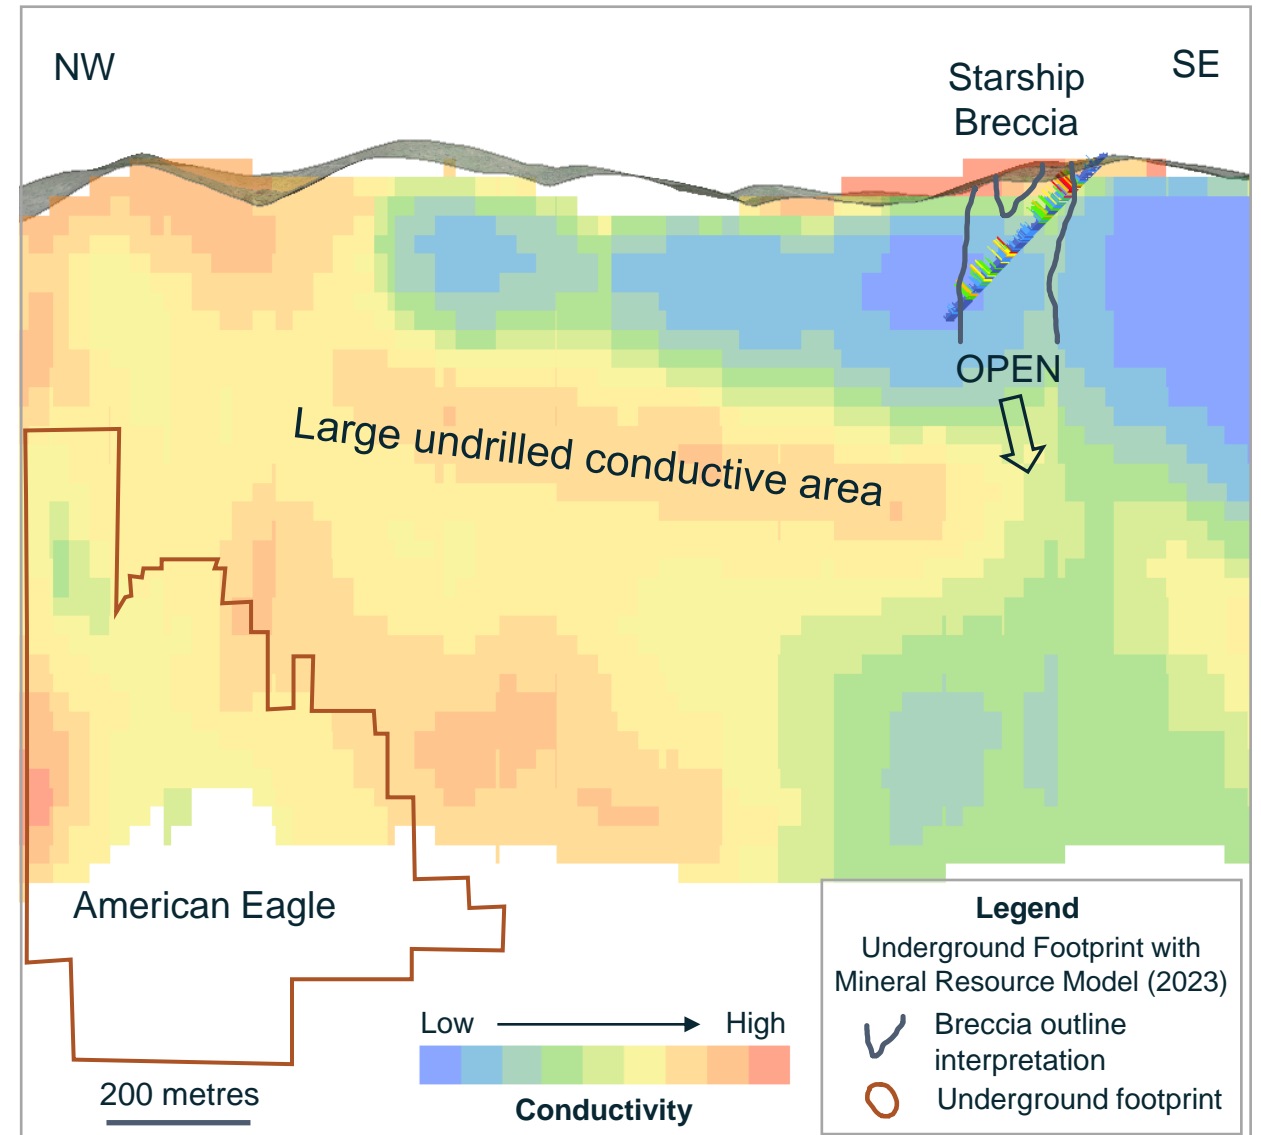 NW
SE
Starship
Breccia
OPEN
Large undrilled conductive area
American Eagle
200 metres
Low
High
Conductivity
Legend
Underground Footprint with
Mineral Resource Model (2023)
Breccia outline
interpretation
Underground footprint